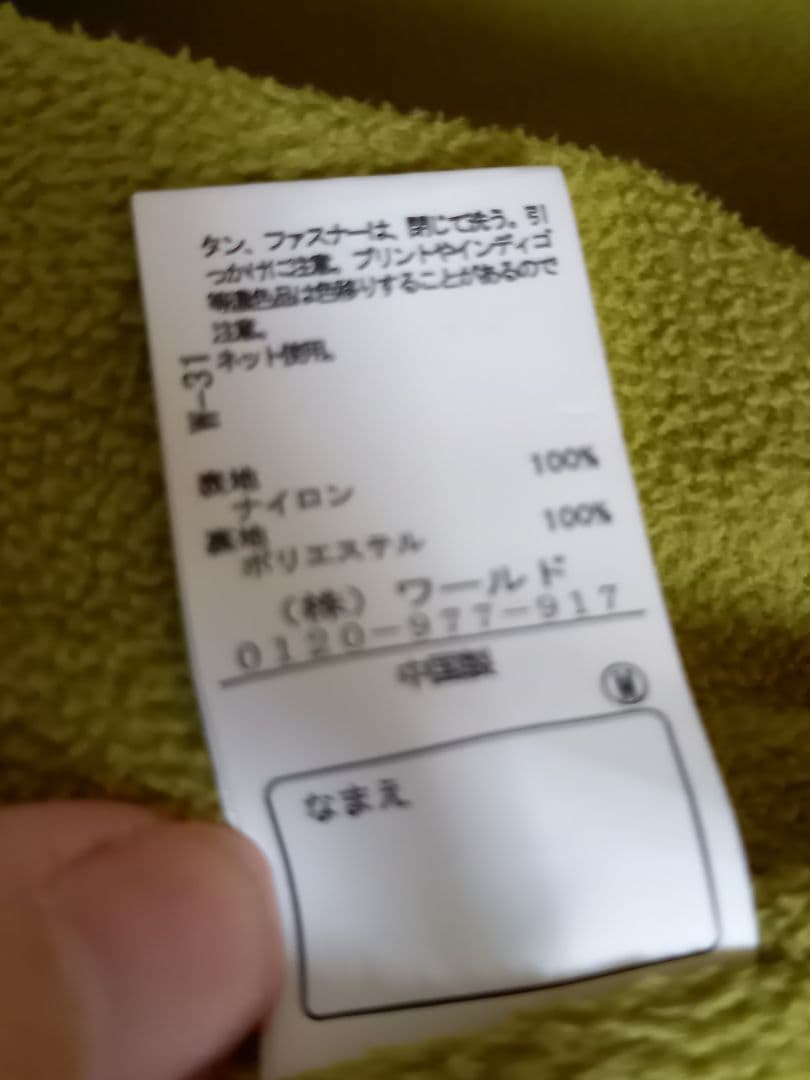 タン、ファスナーは、閉じて洗う。引
っかけに注意。プリントやインディゴ
等濃色品は色移りすることがあるので
注意。
ネット使用。
W-31
表地
ナイロン 100%
裏地
ポリエステル 100%
(株) ワールド
0120-977-917
中国製
なまえ